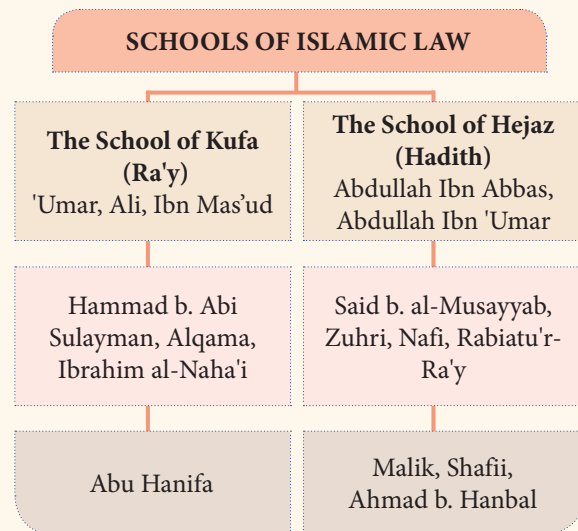 SCHOOLS OF ISLAMIC LAW
The School of Kufa
(Ra'y)
'Umar, Ali, Ibn Mas’ud
The School of Hejaz
(Hadith)
Abdullah Ibn Abbas,
Abdullah Ibn 'Umar
Hammad b. Abi
Sulayman, Alqama,
Ibrahim al-Naha'i
Said b. al-Musayyab,
Zuhri, Nafi, Rabiatu'r-
Ra'y
Abu Hanifa
Malik, Shafii,
Ahmad b. Hanbal